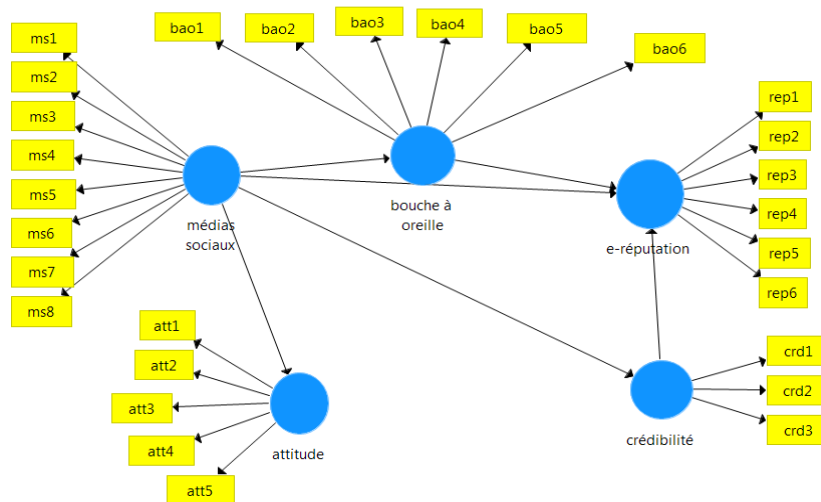 ms1
ms2
ms3
ms4
ms5
ms6
ms7
ms8
bao1
bao2
bao3
bao4
bao5
bao6
rep1
rep2
rep3
rep4
rep5
rep6
médias
sociaux
bouche à
oreille
e-réputation
att1
att2
att3
att4
att5
attitude
crédibilité
crd1
crd2
crd3